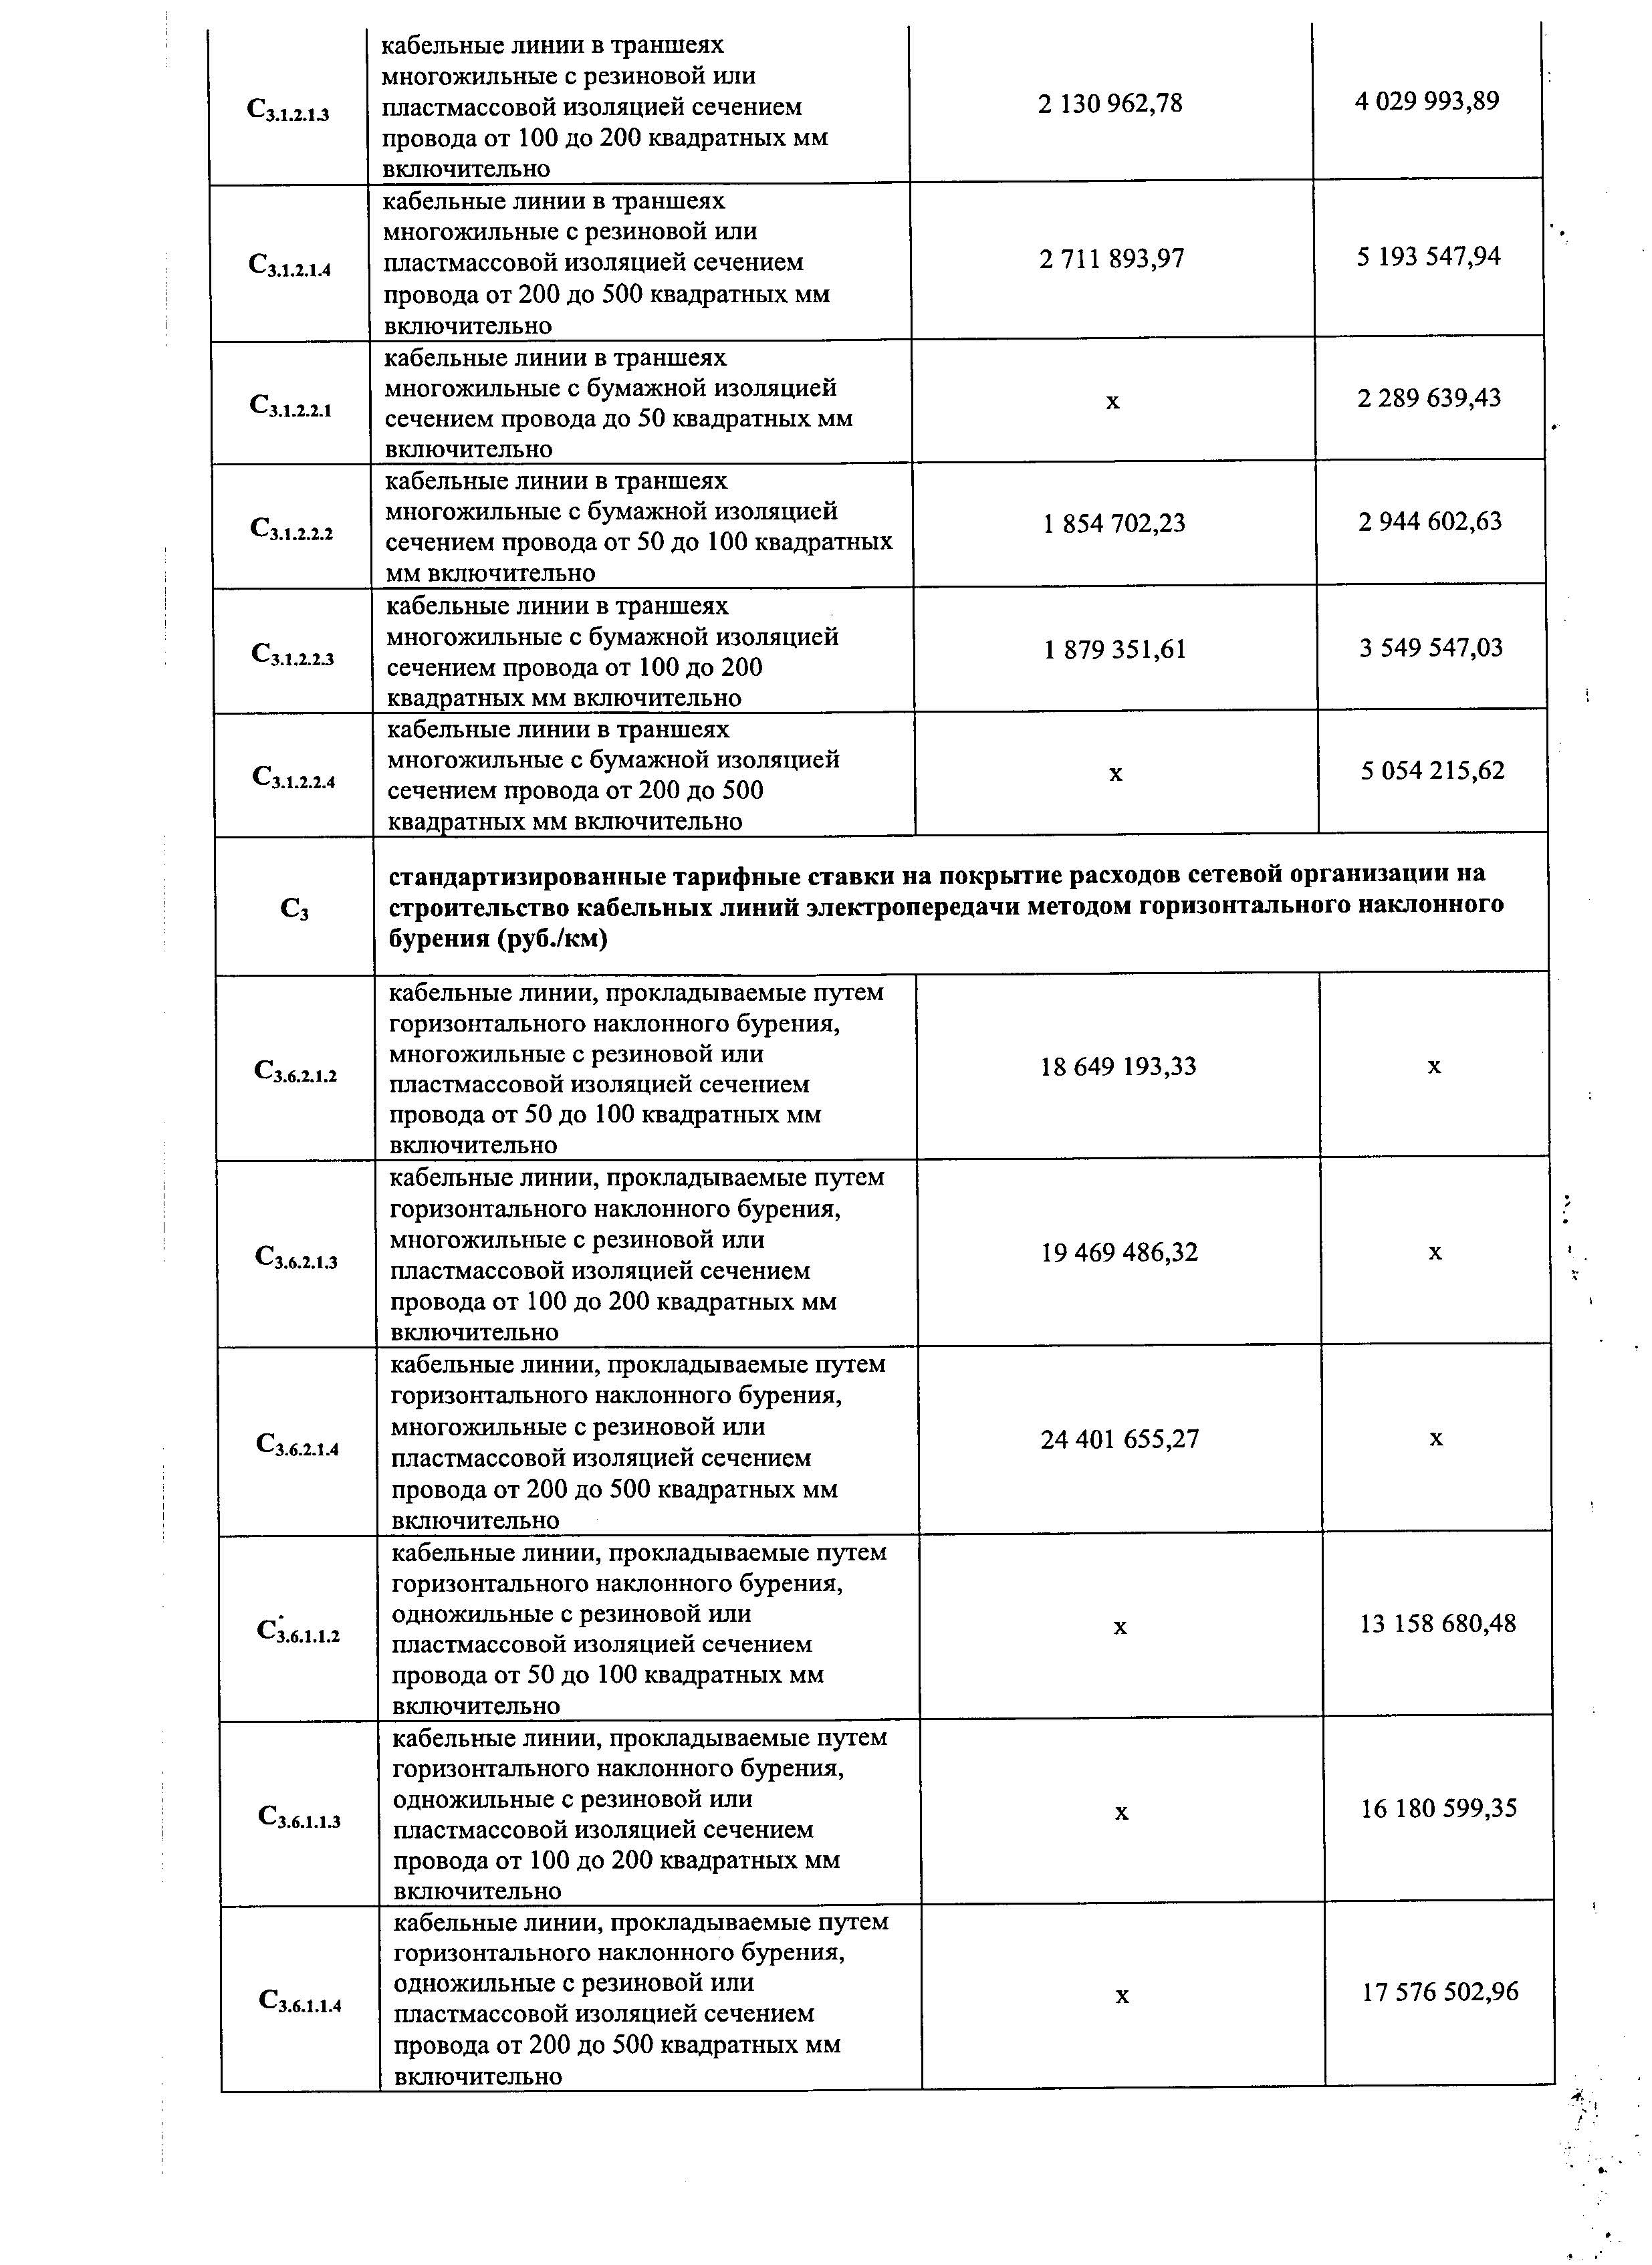 кабельные линии в траншеях
многожильные с резиновой или
С3.1.2.1.3 пластмассовой изоляцией сечением 2 130 962,78 4 029 993,89
провода от 100 до 200 квадратных мм
включительно
кабельные линии в траншеях
многожильные с резиновой или
С3.1.2.1.4 пластмассовой изоляцией сечением 2 711 893,97 5 193 547,94
провода от 200 до 500 квадратных мм
включительно
кабельные линии в траншеях
многожильные с бумажной изоляцией
С3.1.2.2.1 сечением провода до 50 квадратных мм х 2 289 639,43
включительно
кабельные линии в траншеях
многожильные с бумажной изоляцией
С3.1.2.2.2 сечением провода от 50 до 100 квадратных 1 854 702,23 2 944 602,63
мм включительно
кабельные линии в траншеях
многожильные с бумажной изоляцией
С3.1.2.2.3 сечением провода от 100 до 200 1 879 351,61 3 549 547,03
квадратных мм включительно
кабельные линии в траншеях
многожильные с бумажной изоляцией
С3.1.2.2.4 сечением провода от 200 до 500 х 5 054 215,62
квадратных мм включительно
стандартизированные тарифные ставки на покрытие расходов сетевой организации на
С3 строительство кабельных линий электропередачи методом горизонтального наклонного
бурения (руб./км)
кабельные линии, прокладываемые путем
горизонтального наклонного бурения,
многожильные с резиновой или
С3.6.2.1.2 пластмассовой изоляцией сечением 18 649 193,33 х
провода от 50 до 100 квадратных мм
включительно
кабельные линии, прокладываемые путем
горизонтального наклонного бурения,
многожильные с резиновой или
С3.6.2.1.3 пластмассовой изоляцией сечением 19 469 486,32 х
провода от 100 до 200 квадратных мм
включительно
кабельные линии, прокладываемые путем
горизонтального наклонного бурения,
многожильные с резиновой или
С3.6.2.1.4 пластмассовой изоляцией сечением 24 401 655,27 х
провода от 200 до 500 квадратных мм
включительно
кабельные линии, прокладываемые путем
горизонтального наклонного бурения,
одножильные с резиновой или
С3.6.1.1.2 пластмассовой изоляцией сечением х 13 158 680,48
провода от 50 до 100 квадратных мм
включительно
кабельные линии, прокладываемые путем
горизонтального наклонного бурения,
одножильные с резиновой или
С3.6.1.1.3 пластмассовой изоляцией сечением х 16 180 599,35
провода от 100 до 200 квадратных мм
включительно
кабельные линии, прокладываемые путем
горизонтального наклонного бурения,
одножильные с резиновой или
С3.6.1.1.4 пластмассовой изоляцией сечением х 17 576 502,96
провода от 200 до 500 квадратных мм
включительно